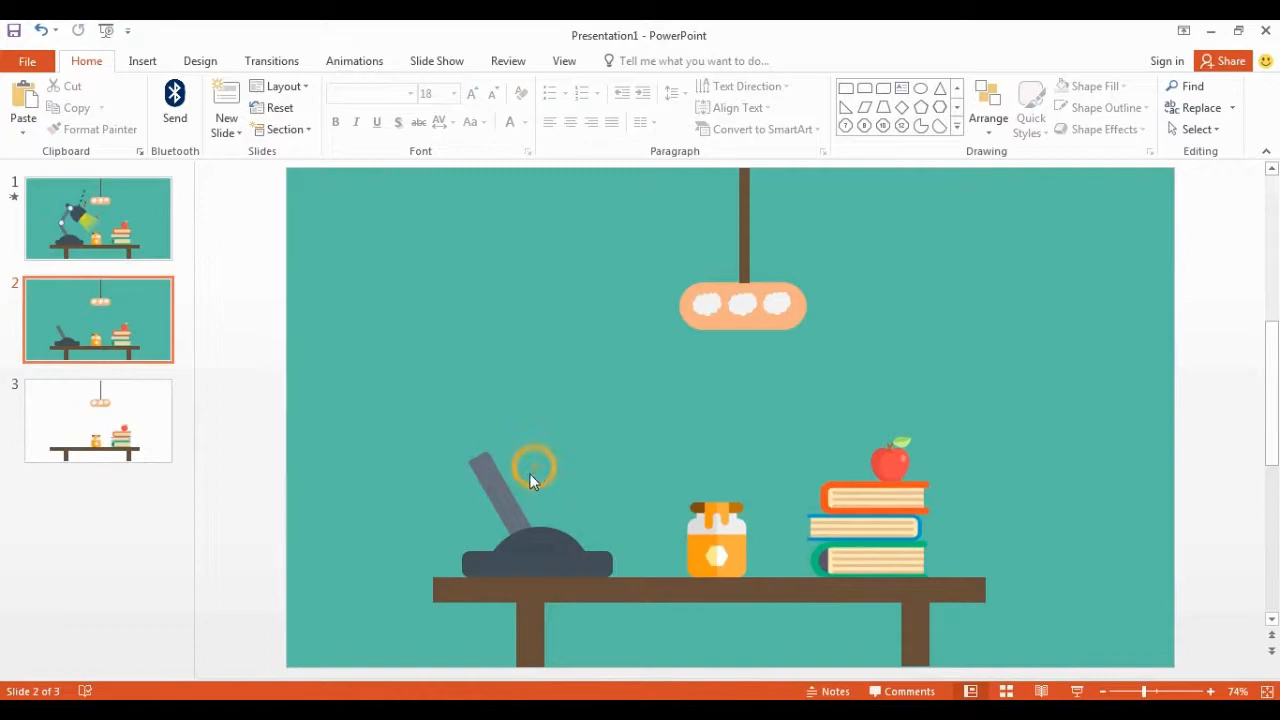 Presentation1 - PowerPoint
File Home Insert Design Transitions Animations Slide Show Review View Tell me what you want to do... Sign in Share
Paste
Cut
Copy
Format Painter
Clipboard
Send
Bluetooth
New
Slide
Layout
Reset
Section
Slides
18
B I U S abc AV Aa A
Font
Text Direction
Align Text
Convert to SmartArt
Paragraph
Arrange
Quick
Styles
Shape Fill
Shape Outline
Shape Effects
Drawing
Find
Replace
Select
Editing
1
2
3
Slide 2 of 3 Notes Comments 74%